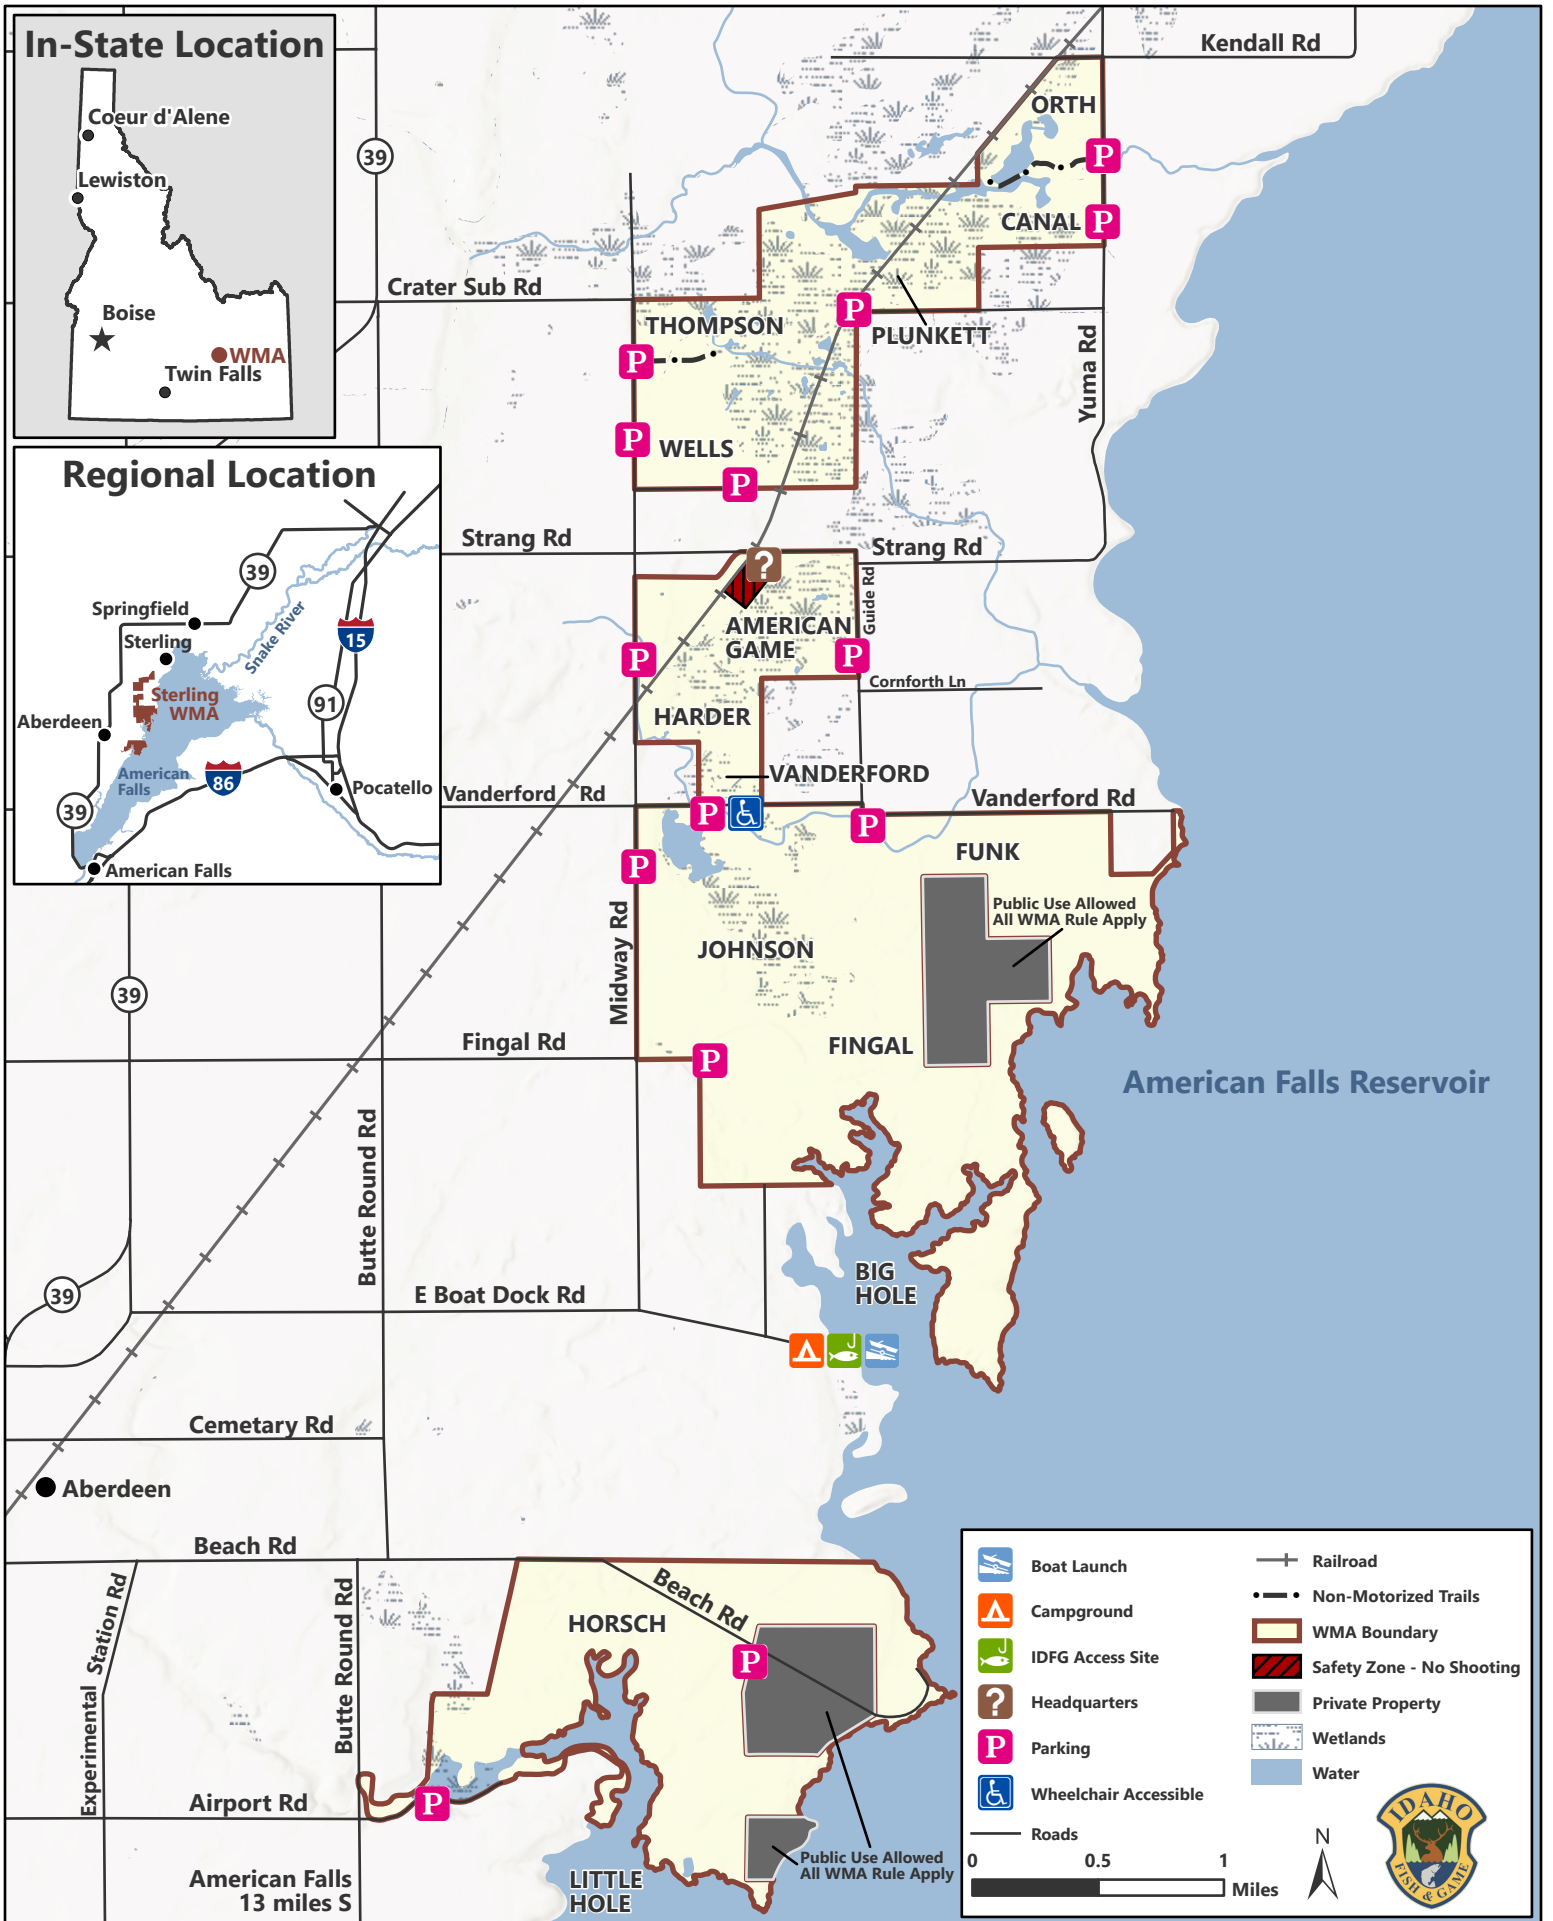 In-State Location
Coeur d'Alene
Lewiston
Boise
WMA
Twin Falls
Regional Location
39
Springfield
Sterling
Snake River
15
Sterling
WMA
91
Aberdeen
American
Falls
86
Pocatello
39
American Falls
Kendall Rd
39
ORTH
P
CANAL
P
Crater Sub Rd
THOMPSON
P
PLUNKETT
P
Yuma Rd
P
WELLS
P
Strang Rd
Strang Rd
?
Guide Rd
AMERICAN
GAME
P
P
Cornforth Ln
HARDER
VANDERFORD
Vanderford Rd
Vanderford Rd
P
P
FUNK
P
Public Use Allowed
All WMA Rule Apply
Midway Rd
JOHNSON
39
Fingal Rd
FINGAL
P
American Falls Reservoir
Butte Round Rd
BIG
HOLE
39
E Boat Dock Rd
Cemetary Rd
Aberdeen
Beach Rd
Experimental Station Rd
Butte Round Rd
Beach Rd
HORSCH
P
Airport Rd
P
Public Use Allowed
All WMA Rule Apply
American Falls
13 miles S
LITTLE
HOLE
Boat Launch
Campground
IDFG Access Site
? Headquarters
P Parking
Wheelchair Accessible
Roads
Railroad
Non-Motorized Trails
WMA Boundary
Safety Zone - No Shooting
Private Property
Wetlands
Water
0 0.5 1
Miles
N
IDAHO
FISH & GAME